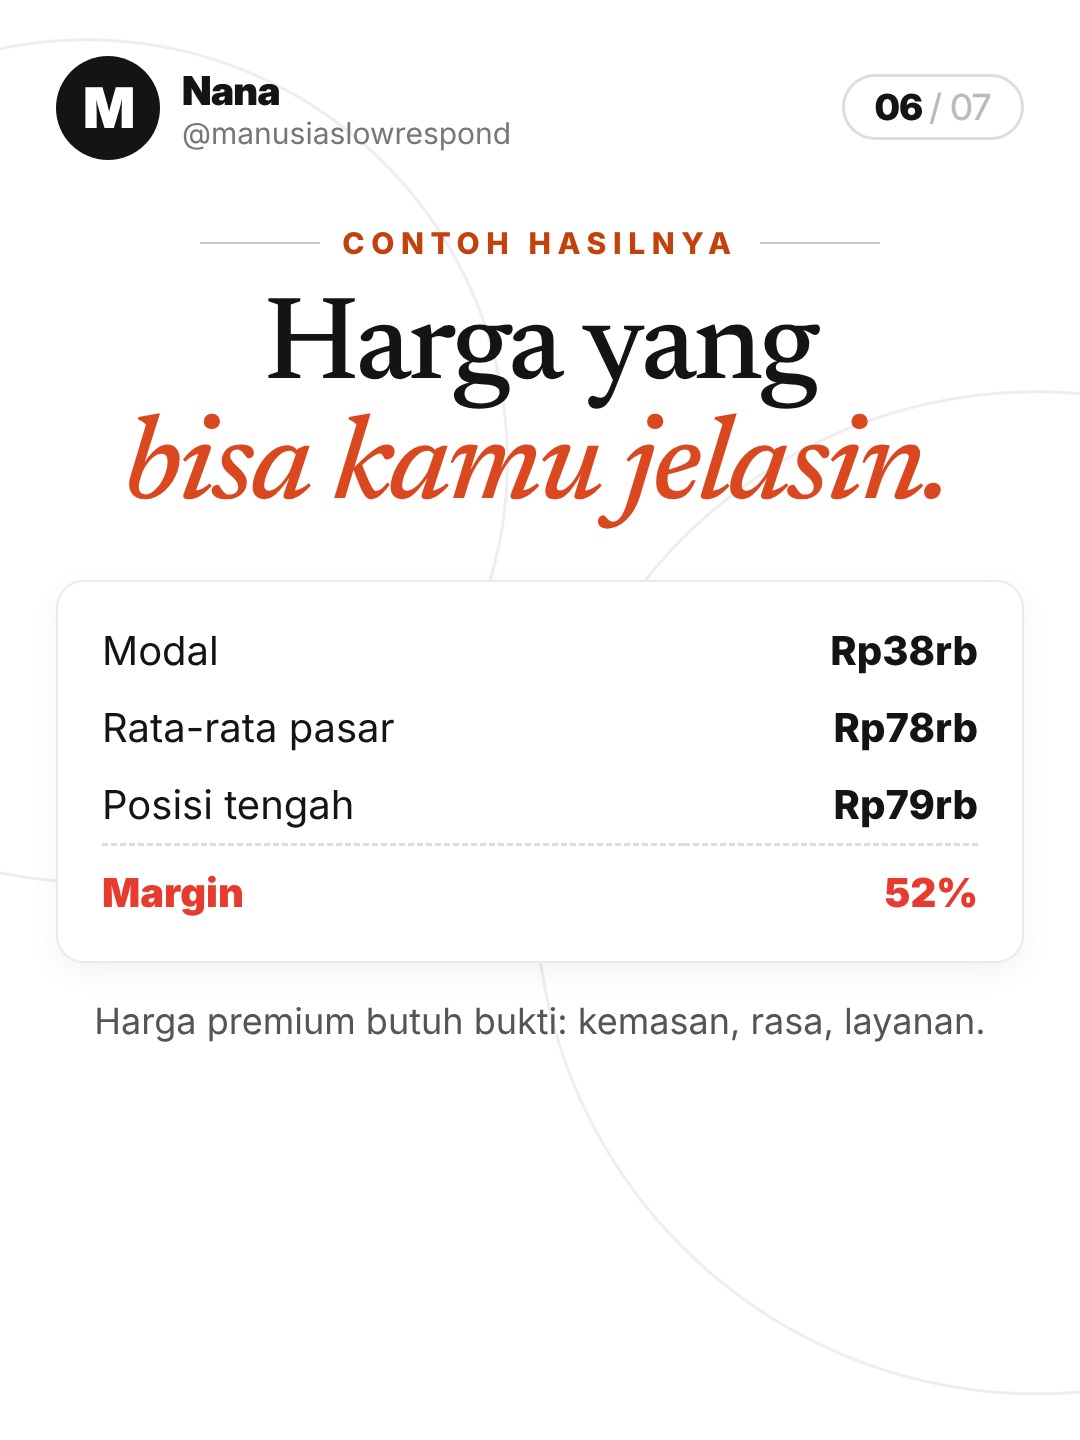 M
Nana
@manusiaslowrespond
06 / 07
CONTOH HASILNYA
Harga yang
bisa kamu jelasin.
Modal Rp38rb
Rata-rata pasar Rp78rb
Posisi tengah Rp79rb
Margin 52%
Harga premium butuh bukti: kemasan, rasa, layanan.